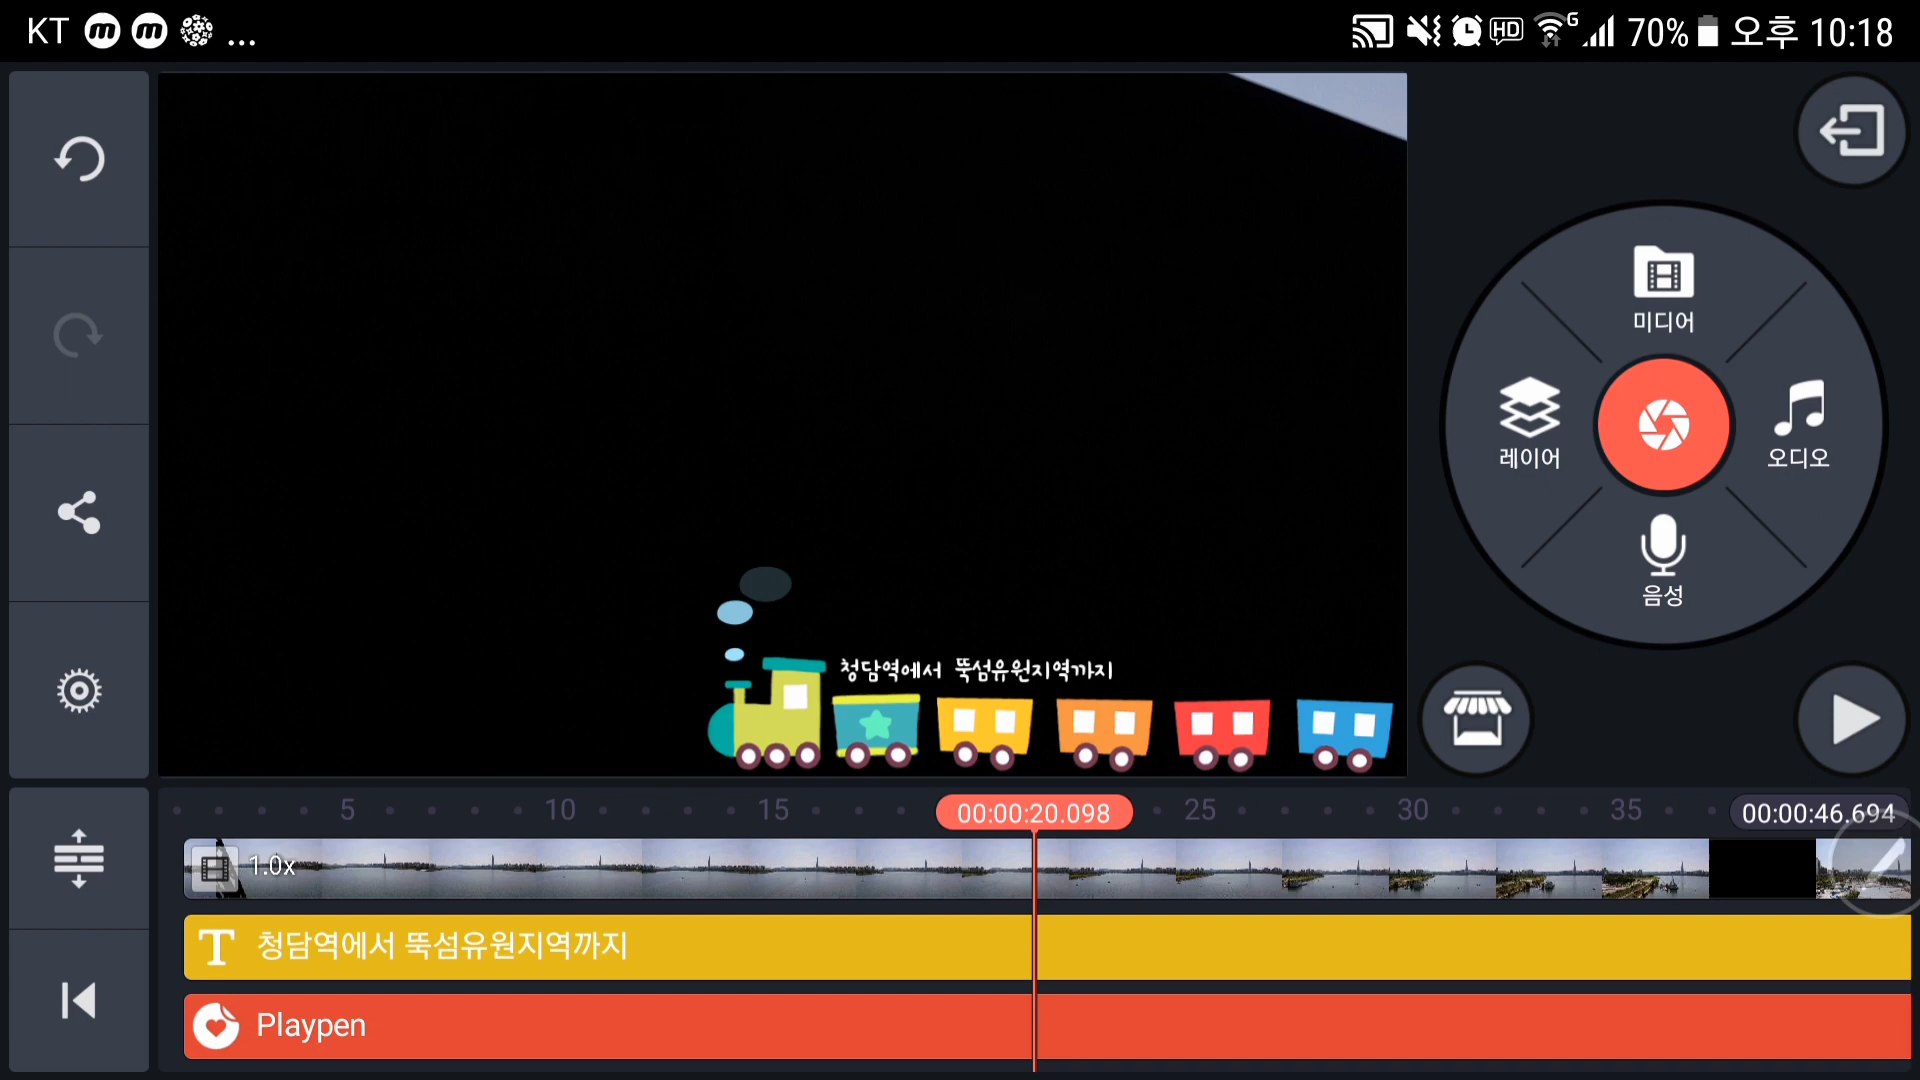 KT m m ... HD G 70% 오후 10:18
미디어
레이어
오디오
음성
청담역에서 뚝섬유원지역까지
5 10 15 00:00:20.098 25 30 35 00:00:46.694
1.0x
T 청담역에서 뚝섬유원지역까지
Playpen